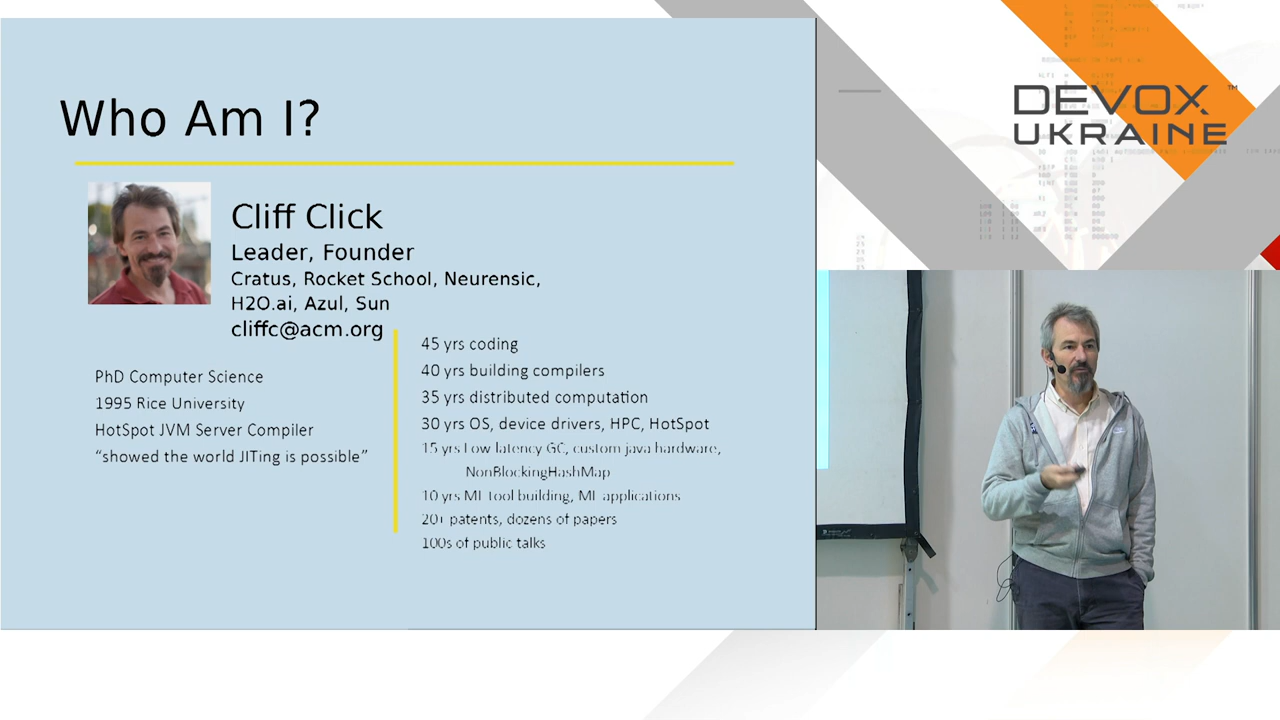 Who Am I?
Cliff Click
Leader, Founder
Cratus, Rocket School, Neurensic,
H2O.ai, Azul, Sun
cliffc@acm.org
PhD Computer Science
1995 Rice University
HotSpot JVM Server Compiler
“showed the world JITing is possible”
45 yrs coding
40 yrs building compilers
35 yrs distributed computation
30 yrs OS, device drivers, HPC, HotSpot
15 yrs Low latency GC, custom java hardware,
NonBlockingHashMap
10 yrs ML tool building, ML applications
20+ patents, dozens of papers
100s of public talks
DEVOX™
UKRAINE